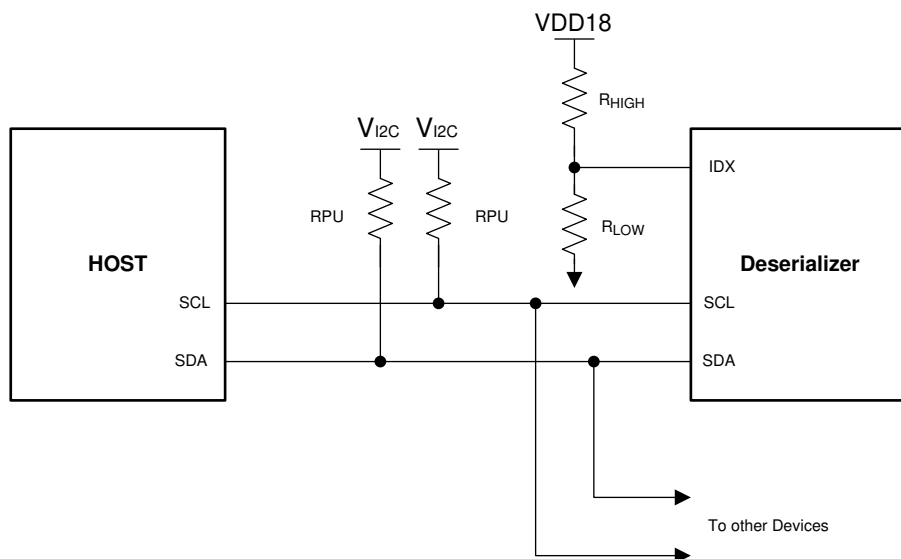 VDD18
RHIGH
VI2C VI2C
IDX
RPU RPU
RLOW
HOST
Deserializer
SCL SCL
SDA SDA
To other Devices